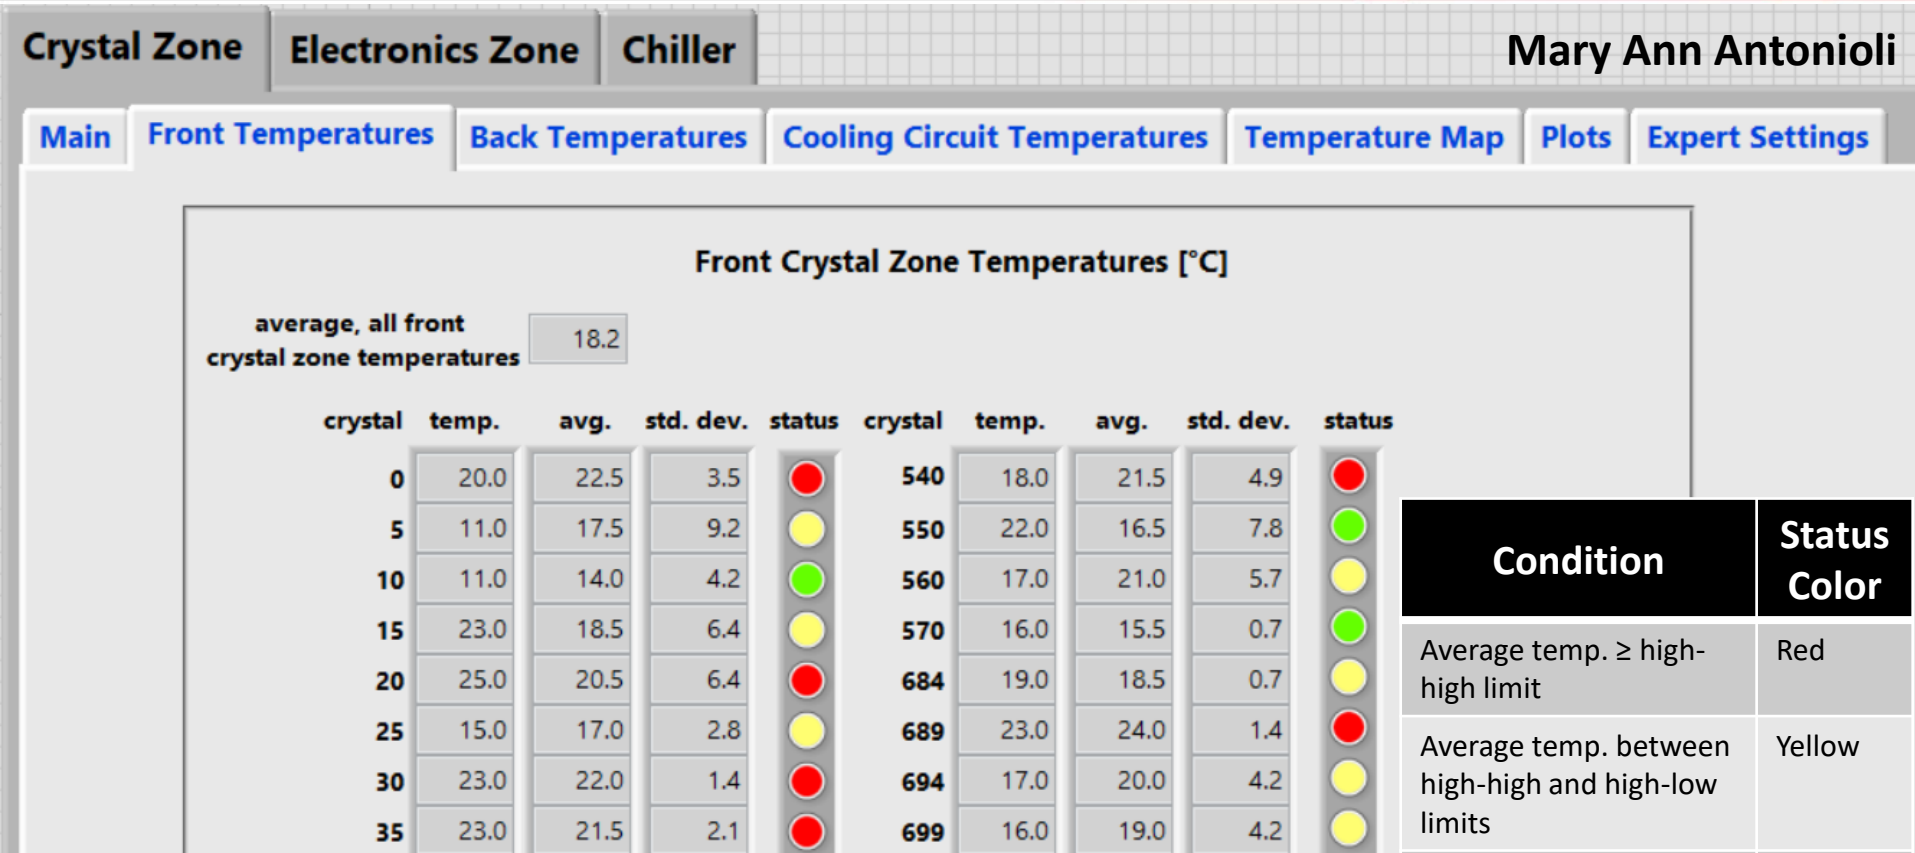 Crystal Zone Electronics Zone Chiller Mary Ann Antonioli
Main Front Temperatures Back Temperatures Cooling Circuit Temperatures Temperature Map Plots Expert Settings
Front Crystal Zone Temperatures [°C]
average, all front
crystal zone temperatures 18.2
crystal temp. avg. std. dev. status crystal temp. avg. std. dev. status
0 20.0 22.5 3.5 540 18.0 21.5 4.9
5 11.0 17.5 9.2 550 22.0 16.5 7.8
10 11.0 14.0 4.2 560 17.0 21.0 5.7
15 23.0 18.5 6.4 570 16.0 15.5 0.7
20 25.0 20.5 6.4 684 19.0 18.5 0.7
25 15.0 17.0 2.8 689 23.0 24.0 1.4
30 23.0 22.0 1.4 694 17.0 20.0 4.2
35 23.0 21.5 2.1 699 16.0 19.0 4.2
Condition Status
Color
Average temp. ≥ high- Red
high limit
Average temp. between Yellow
high-high and high-low
limits